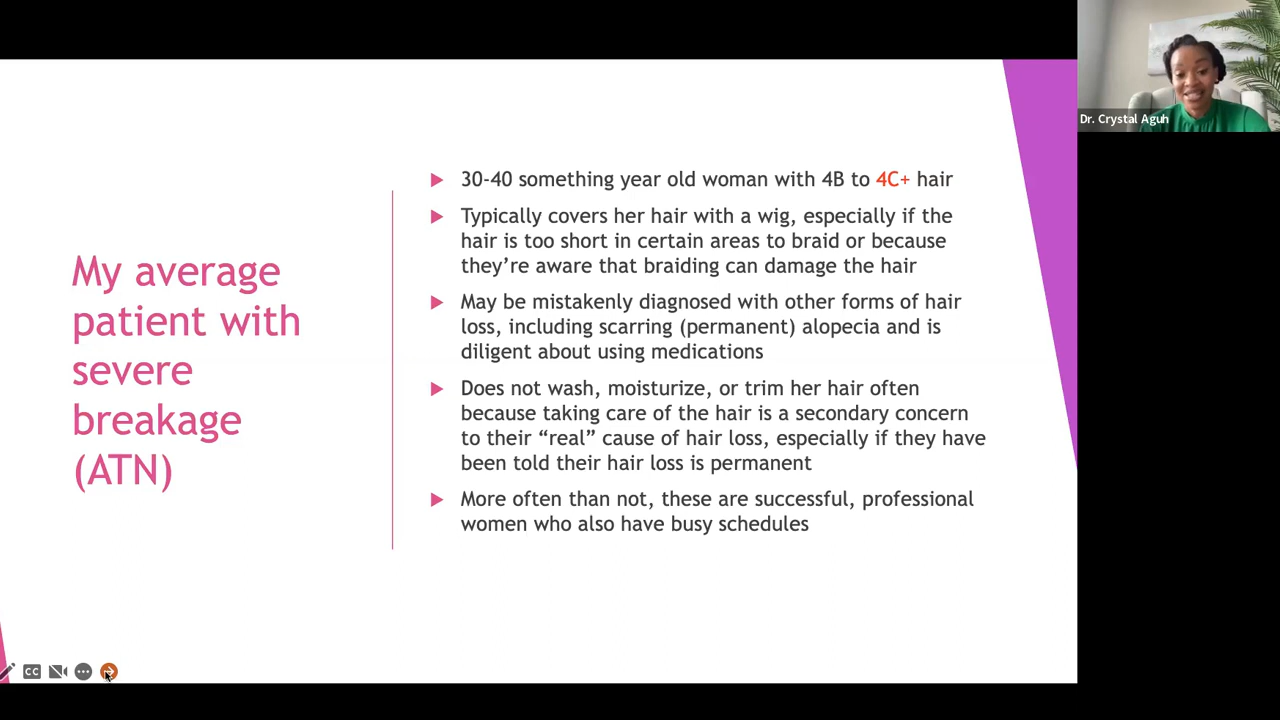 My average
patient with
severe
breakage
(ATN)
30-40 something year old woman with 4B to 4C+ hair
Typically covers her hair with a wig, especially if the
hair is too short in certain areas to braid or because
they're aware that braiding can damage the hair
May be mistakenly diagnosed with other forms of hair
loss, including scarring (permanent) alopecia and is
diligent about using medications
Does not wash, moisturize, or trim her hair often
because taking care of the hair is a secondary concern
to their “real” cause of hair loss, especially if they have
been told their hair loss is permanent
More often than not, these are successful, professional
women who also have busy schedules
Dr. Crystal Aguh
CC